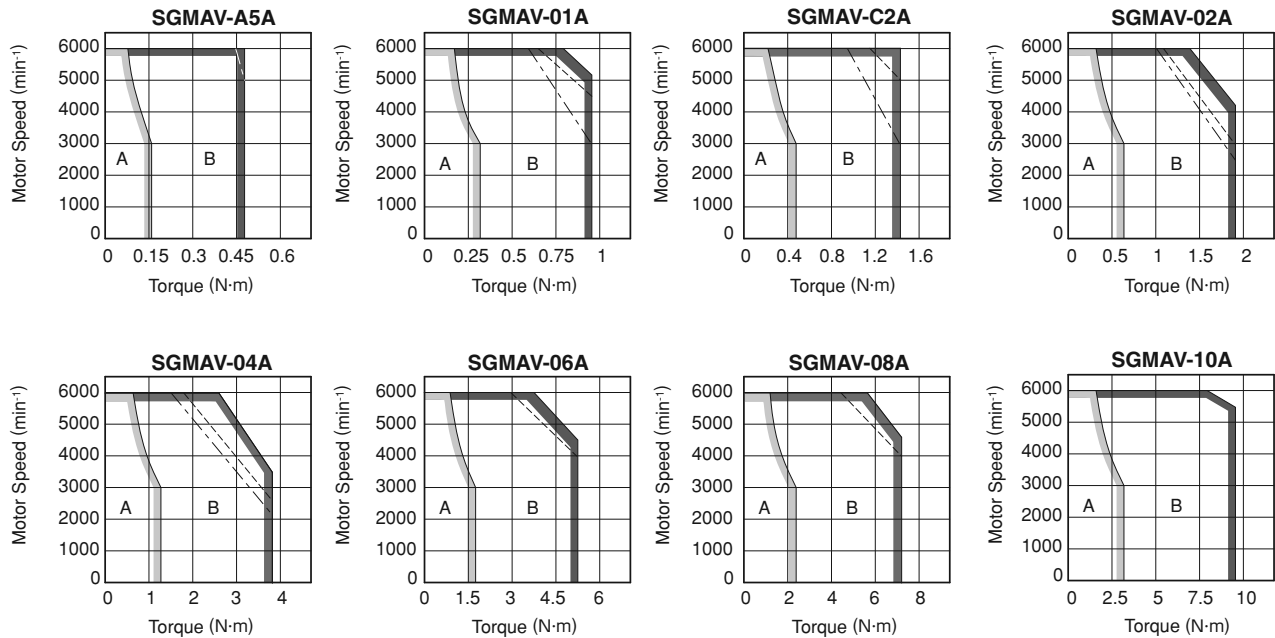 SGMAV-A5A
Motor Speed (min-1)
6000
5000
4000
3000
2000
1000
0
A
B
0 0.15 0.3 0.45 0.6
Torque (N·m)
SGMAV-01A
Motor Speed (min-1)
6000
5000
4000
3000
2000
1000
0
A
B
0 0.25 0.5 0.75 1
Torque (N·m)
SGMAV-C2A
Motor Speed (min-1)
6000
5000
4000
3000
2000
1000
0
A
B
0 0.4 0.8 1.2 1.6
Torque (N·m)
SGMAV-02A
Motor Speed (min-1)
6000
5000
4000
3000
2000
1000
0
A
B
0 0.5 1 1.5 2
Torque (N·m)
SGMAV-04A
Motor Speed (min-1)
6000
5000
4000
3000
2000
1000
0
A
B
0 1 2 3 4
Torque (N·m)
SGMAV-06A
Motor Speed (min-1)
6000
5000
4000
3000
2000
1000
0
A
B
0 1.5 3 4.5 6
Torque (N·m)
SGMAV-08A
Motor Speed (min-1)
6000
5000
4000
3000
2000
1000
0
A
B
0 2 4 6 8
Torque (N·m)
SGMAV-10A
Motor Speed (min-1)
6000
5000
4000
3000
2000
1000
0
A
B
0 2.5 5 7.5 10
Torque (N·m)